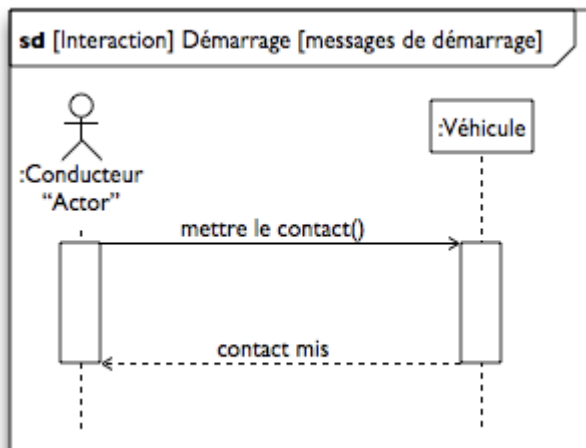 sd [Interaction] Démarrage [messages de démarrage]
:Véhicule
:Conducteur
“Actor”
mettre le contact()
contact mis